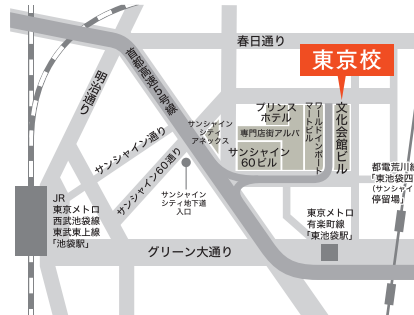 春日通り
東京校
首都高速5号線
明治通り
サンシャイン通り
サンシャイン60通り
サンシャイン
シティ
アネックス
プリンス
ホテル
専門店街アルパ
サンシャイン
60ビル
ワールドインポート
マートビル
文化会館ビル
サンシャイン
シティ地下道
入口
都電荒川線
「東池袋四
(サンシャイ
停留場」
JR
東京メトロ
西武池袋線
東武東上線
「池袋駅」
東京メトロ
有楽町線
「東池袋駅」
グリーン大通り